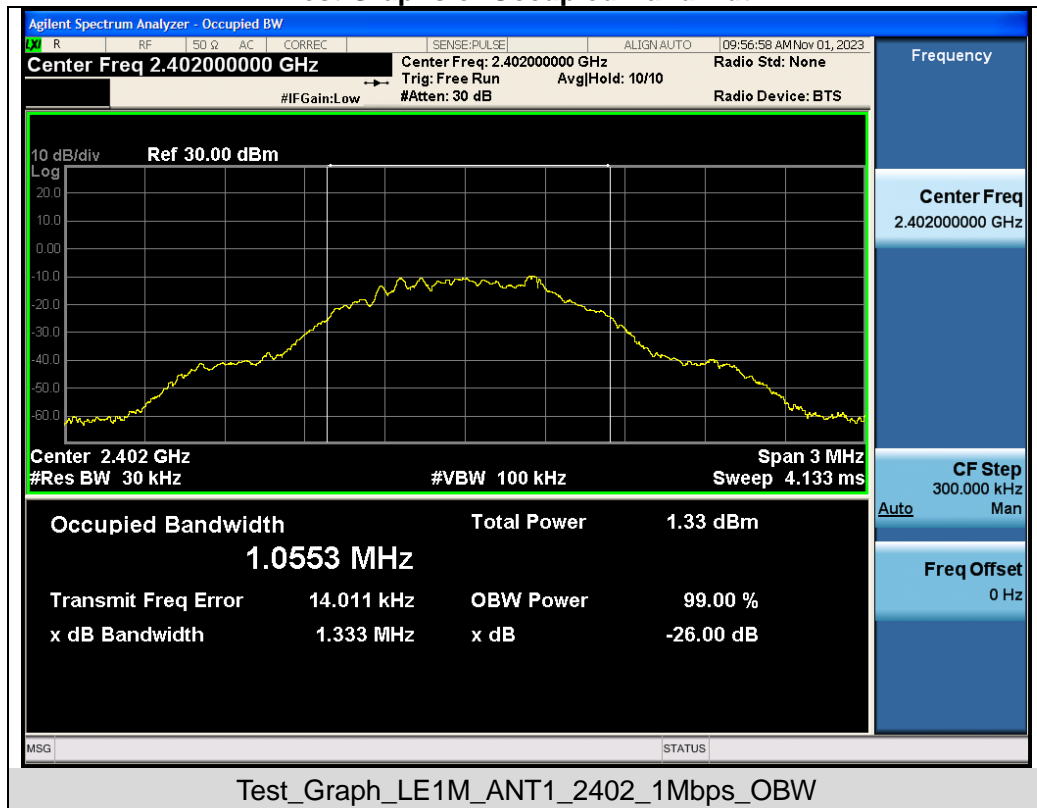 Agilent Spectrum Analyzer - Occupied BW
LXI R RF 50 Ω AC CORREC SENSE:PULSE ALIGN AUTO 09:56:58 AM Nov 01, 2023
Center Freq 2.402000000 GHz
Center Freq: 2.402000000 GHz
Radio Std: None
Trig: Free Run Avg|Hold: 10/10
#IFGain:Low
#Atten: 30 dB
Radio Device: BTS
10 dB/div Ref 30.00 dBm
Log
20.0
10.0
0.00
-10.0
-20.0
-30.0
-40.0
-50.0
-60.0
Center 2.402 GHz Span 3 MHz
#Res BW 30 kHz #VBW 100 kHz Sweep 4.133 ms
Occupied Bandwidth Total Power 1.33 dBm
1.0553 MHz
Transmit Freq Error 14.011 kHz OBW Power 99.00 %
x dB Bandwidth 1.333 MHz x dB -26.00 dB
MSG STATUS
Frequency
Center Freq
2.402000000 GHz
CF Step
300.000 kHz
Auto Man
Freq Offset
0 Hz
Test_Graph_LE1M_ANT1_2402_1Mbps_OBW